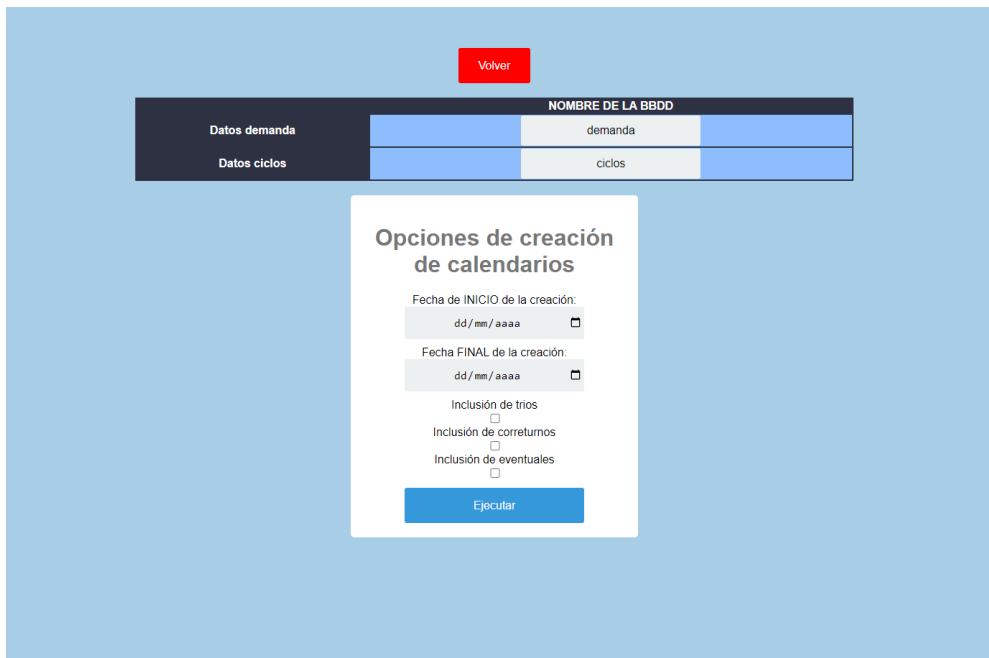 Volver
NOMBRE DE LA BBDD
Datos demanda demanda
Datos ciclos ciclos
Opciones de creación
de calendarios
Fecha de INICIO de la creación:
dd/mm/aaaa
Fecha FINAL de la creación:
dd/mm/aaaa
Inclusión de trios
Inclusión de correturnos
Inclusión de eventuales
Ejecutar